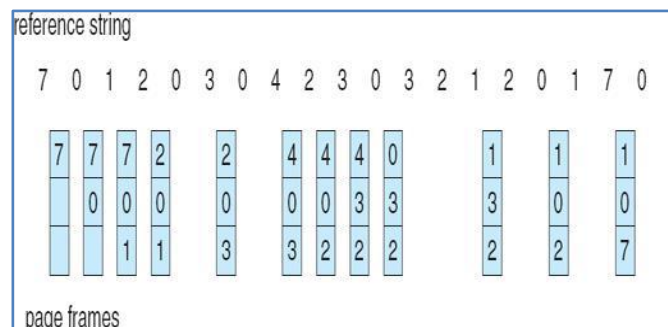 reference string
7 0 1 2 0 3 0 4 2 3 0 3 2 1 2 0 1 7 0
7 7 7 2 2 4 4 4 0 1 1 1
0 0 0 0 0 0 3 3 3 0 0
1 1 3 3 2 2 2 2 2 7
page frames